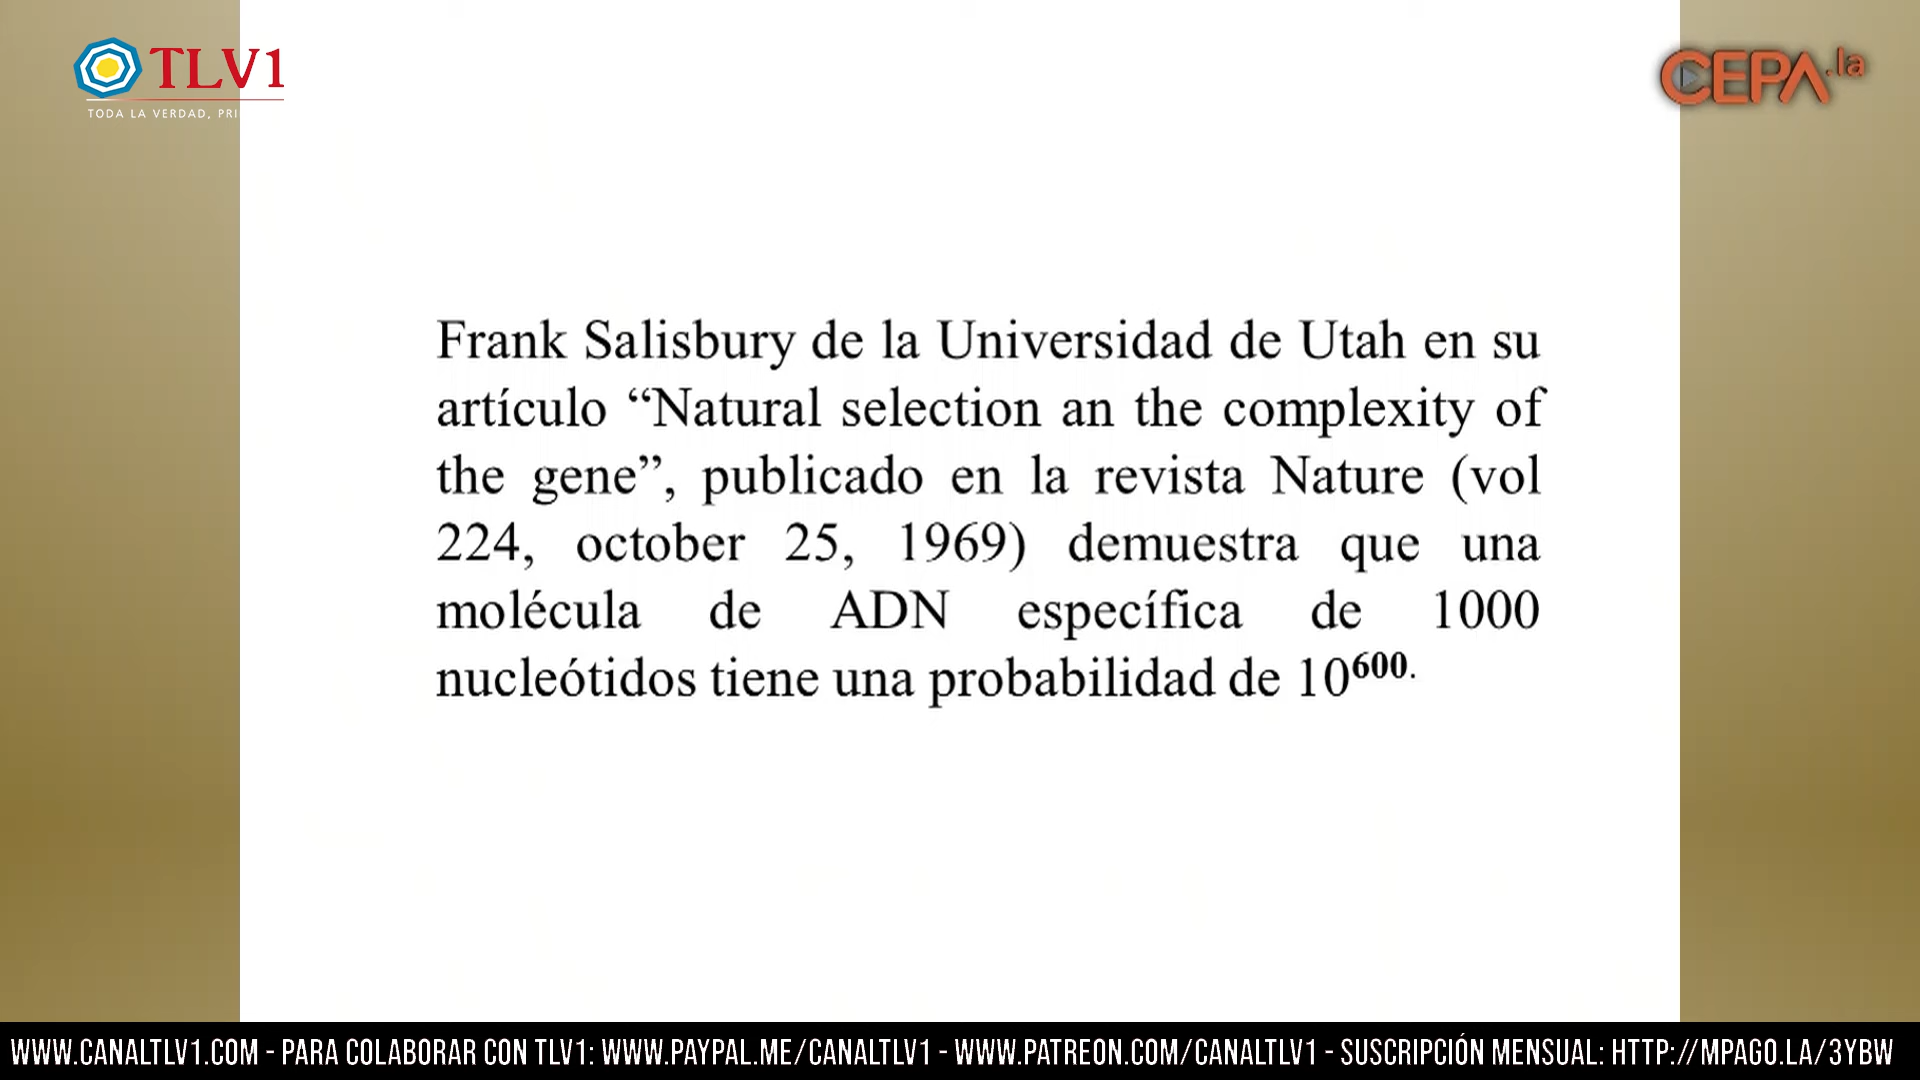 TLV1
TODA LA VERDAD, PRI
CEPA.la
Frank Salisbury de la Universidad de Utah en su
artículo “Natural selection an the complexity of
the gene”, publicado en la revista Nature (vol
224, october 25, 1969) demuestra que una
molécula de ADN específica de 1000
nucleótidos tiene una probabilidad de 10⁶⁰⁰.
WWW.CANALTLV1.COM - PARA COLABORAR CON TLV1: WWW.PAYPAL.ME/CANALTLV1 - WWW.PATREON.COM/CANALTLV1 - SUSCRIPCIÓN MENSUAL: HTTP://MPAGO.LA/3YBW